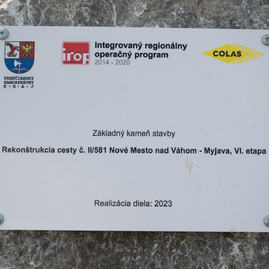 TRENČIANSKY
SAMOSPRÁVNY
KRAJ
irop
Integrovaný regionálny
operačný program
2014 - 2020
COLAS
Základný kameň stavby
Rekonštrukcia cesty č. II/581 Nové Mesto nad Váhom - Myjava, VI. etapa
Realizácia diela: 2023